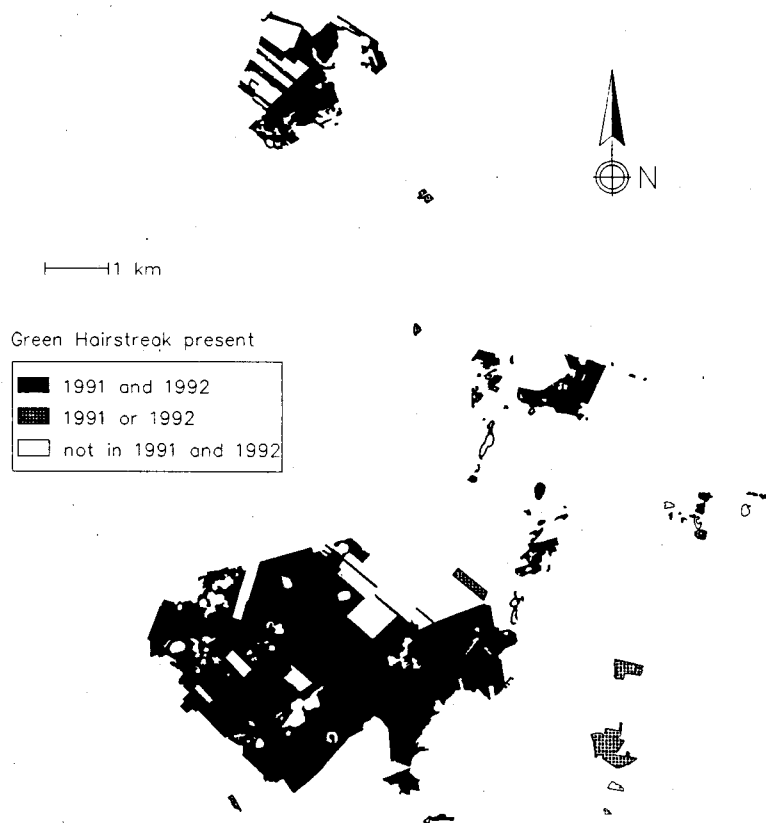 N
1 km
Green Hairstreak present
1991 and 1992
1991 or 1992
not in 1991 and 1992